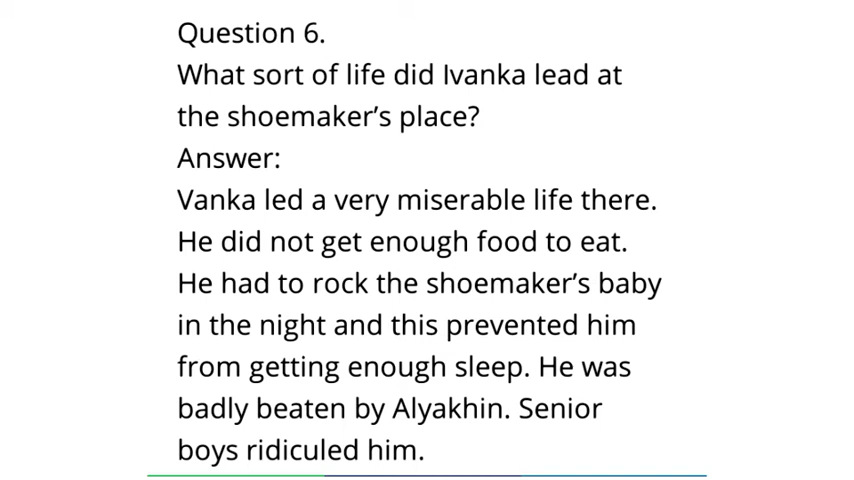 Question 6.
What sort of life did Ivanka lead at
the shoemaker’s place?
Answer:
Vanka led a very miserable life there.
He did not get enough food to eat.
He had to rock the shoemaker’s baby
in the night and this prevented him
from getting enough sleep. He was
badly beaten by Alyakhin. Senior
boys ridiculed him.